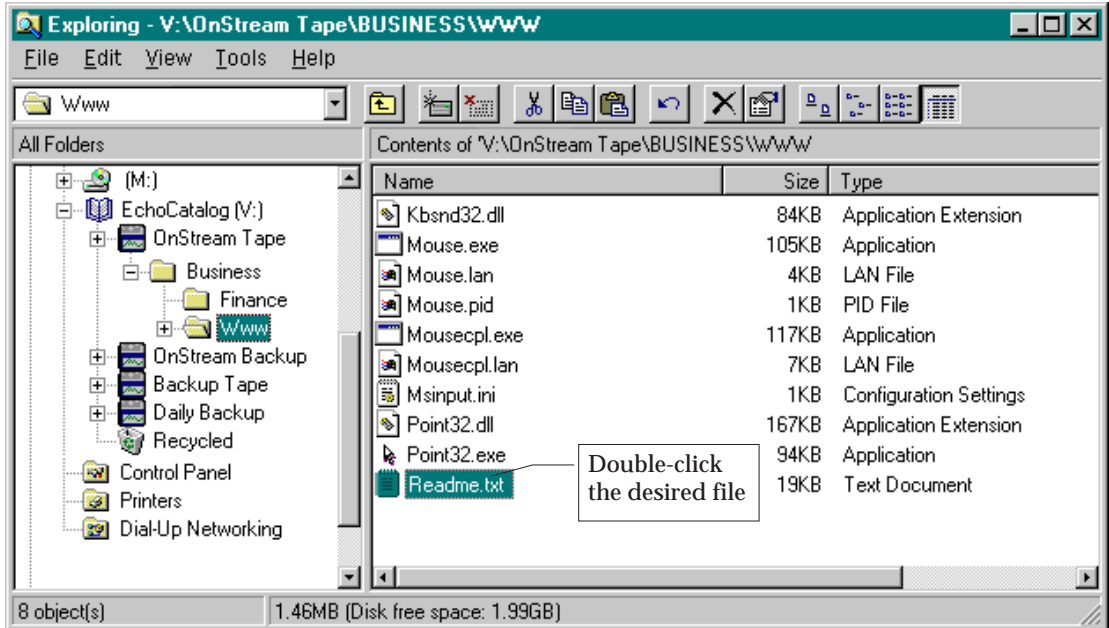 Exploring - V:\OnStream Tape\BUSINESS\WWW
File Edit View Tools Help
Www
All Folders
Contents of 'V:\OnStream Tape\BUSINESS\WWW'
(M:)
EchoCatalog (V:)
OnStream Tape
Business
Finance
Www
OnStream Backup
Backup Tape
Daily Backup
Recycled
Control Panel
Printers
Dial-Up Networking
Name Size Type
Kbsnd32.dll 84KB Application Extension
Mouse.exe 105KB Application
Mouse.lan 4KB LAN File
Mouse.pid 1KB PID File
Mousecpl.exe 117KB Application
Mousecpl.lan 7KB LAN File
Msinput.ini 1KB Configuration Settings
Point32.dll 167KB Application Extension
Point32.exe 94KB Application
Readme.txt 19KB Text Document
Double-click
the desired file
8 object(s) 1.46MB (Disk free space: 1.99GB)